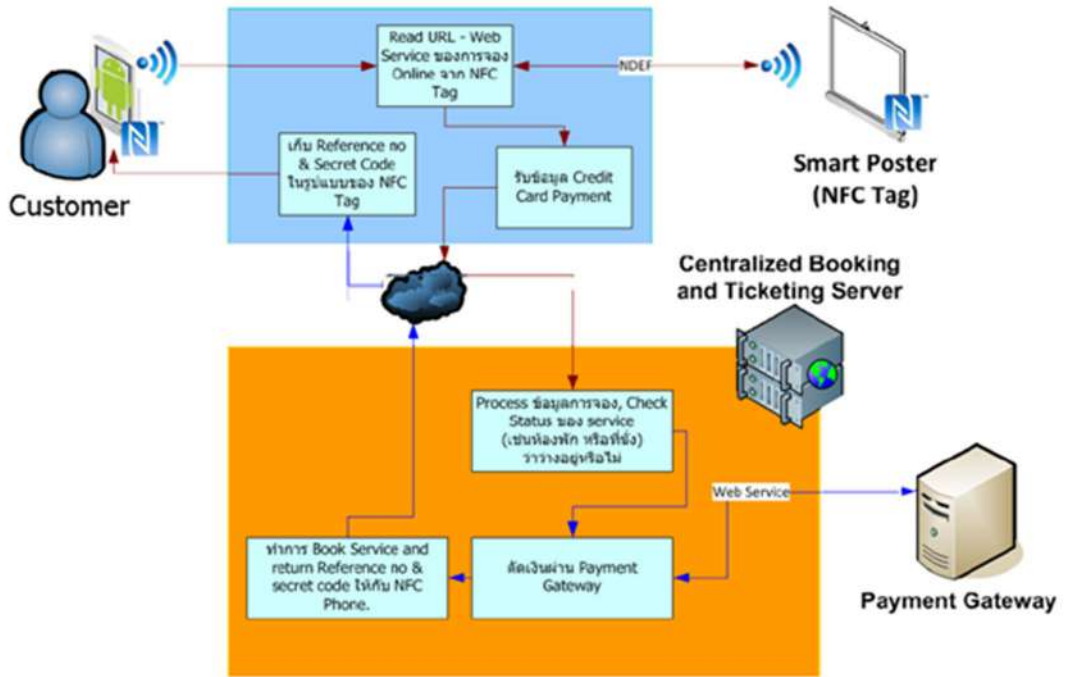 Read URL - Web
Service ของการจอง
Online จาก NFC
Tag
NDEF
เก็บ Reference no
& Secret Code
ในรูปแบบของ NFC
Tag
รับข้อมูล Credit
Card Payment
Customer
Smart Poster
(NFC Tag)
Centralized Booking
and Ticketing Server
Process ข้อมูลการจอง, Check
Status ของ service
(เช่นห้องพัก หรือที่นั่ง)
ว่าว่างอยู่หรือไม่
Web Service
ทำการ Book Service and
return Reference no &
secret code ให้กับ NFC
Phone.
ตัดเงินผ่าน Payment
Gateway
Payment Gateway